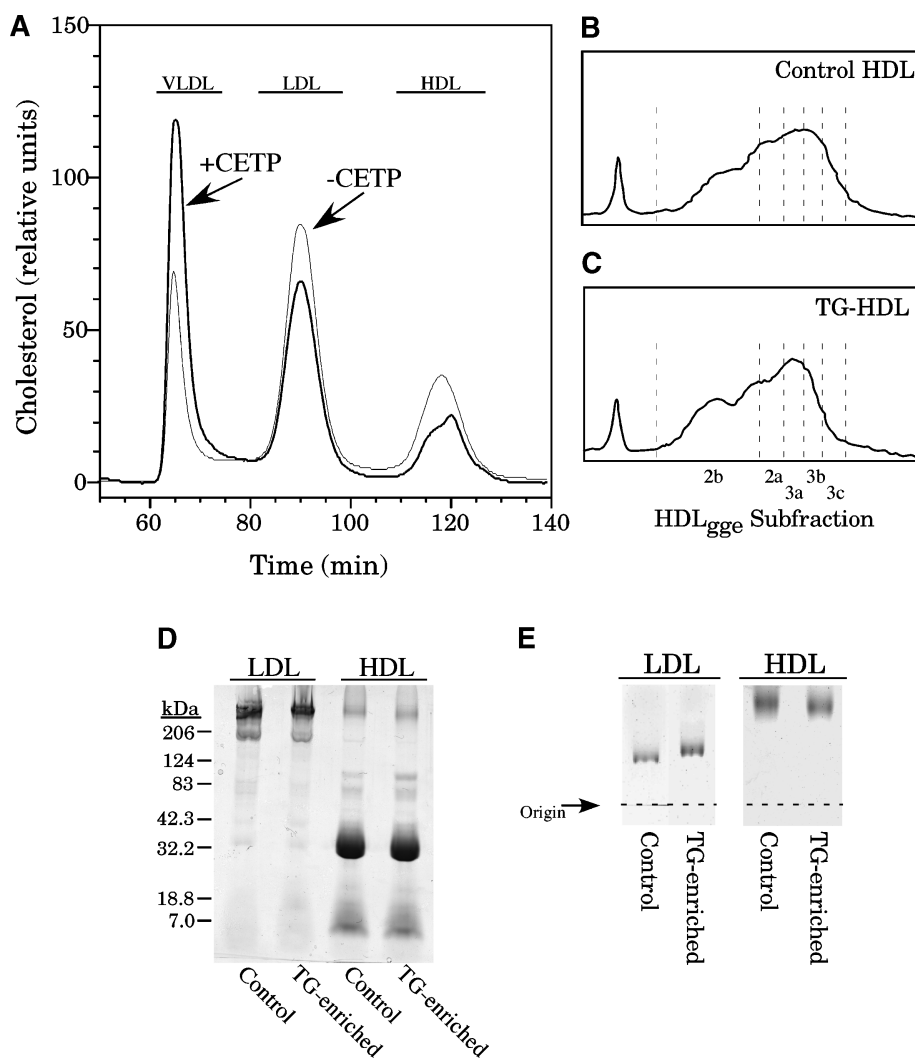 A
150
100
50
0
Cholesterol (relative units)
VLDL
LDL
HDL
+CETP
-CETP
60
80
100
120
140
Time (min)
B
Control HDL
C
TG-HDL
2b
2a
3a
3b
3c
HDLgge Subfraction
D
LDL
HDL
kDa
206
124
83
42.3
32.2
18.8
7.0
Control
TG-enriched
Control
TG-enriched
E
LDL
HDL
Origin
Control
TG-enriched
Control
TG-enriched